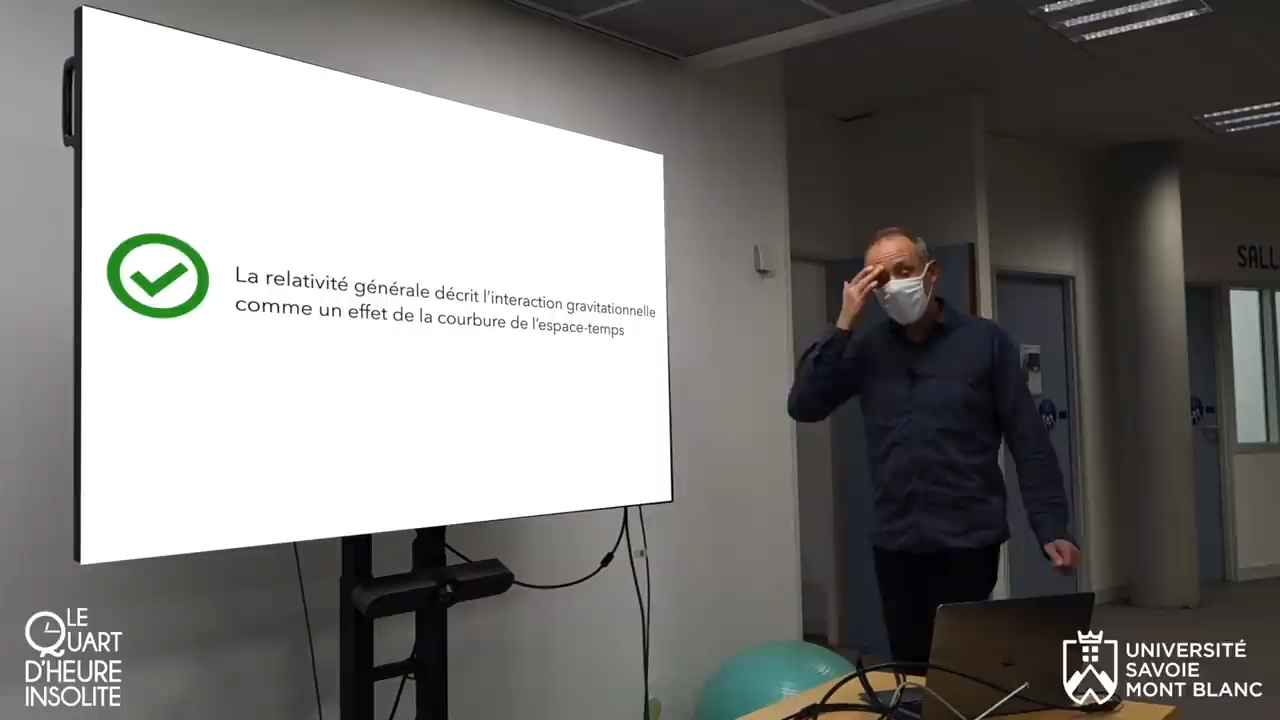 La relativité générale décrit l'interaction gravitationnelle
comme un effet de la courbure de l'espace-temps
LE
QUART
D'HEURE
INSOLITE
UNIVERSITÉ
SAVOIE
MONT BLANC